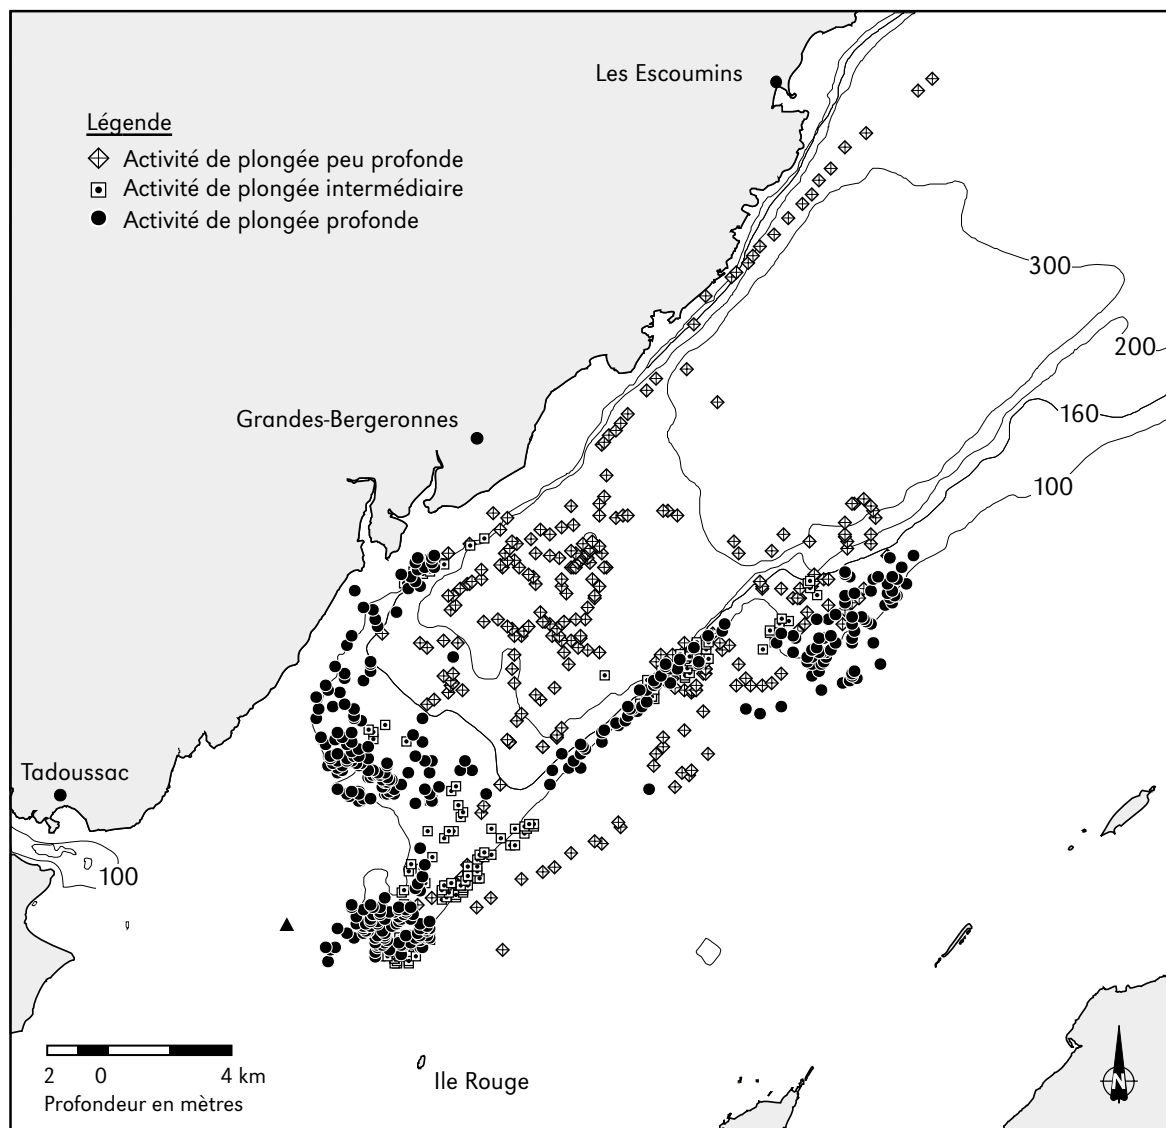 Les Escoumins
Légende
Activité de plongée peu profonde
Activité de plongée intermédiaire
Activité de plongée profonde
300
200
160
Grandes-Bergeronnes
100
Tadoussac
100
2 0 4 km
Ile Rouge
Profondeur en mètres
N